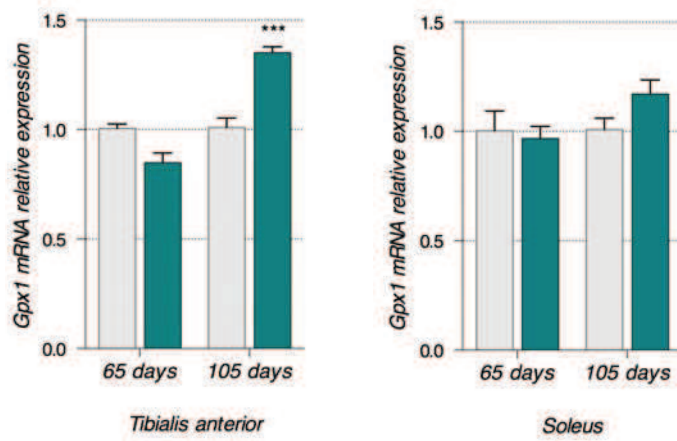 Gpx1 mRNA relative expression
1.5
1.0
0.5
0.0
***
65 days 105 days
Tibialis anterior
Gpx1 mRNA relative expression
1.5
1.0
0.5
0.0
65 days 105 days
Soleus